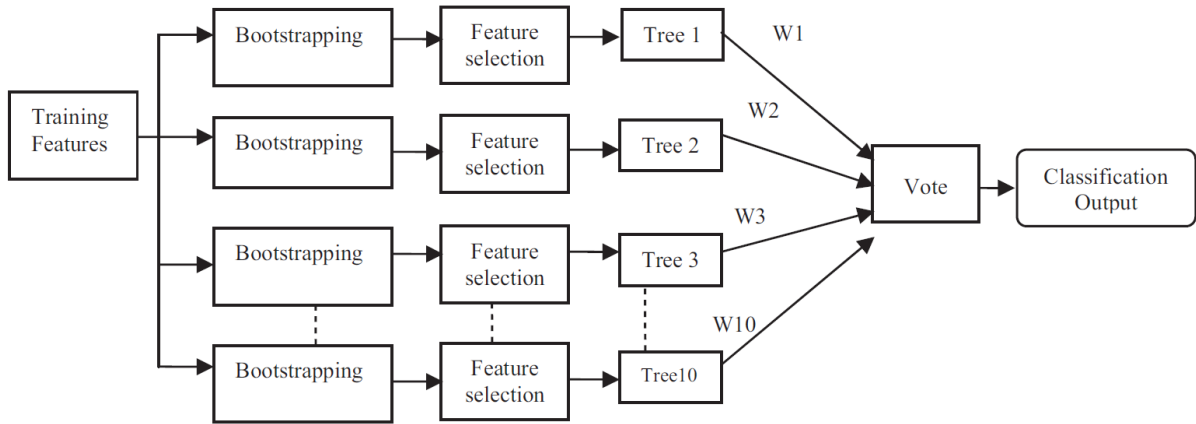 Bootstrapping
Feature
selection
Tree 1
W1
Training
Features
W2
Bootstrapping
Feature
selection
Tree 2
Vote
Classification
Output
Bootstrapping
Feature
selection
Tree 3
W3
W10
Bootstrapping
Feature
selection
Tree10